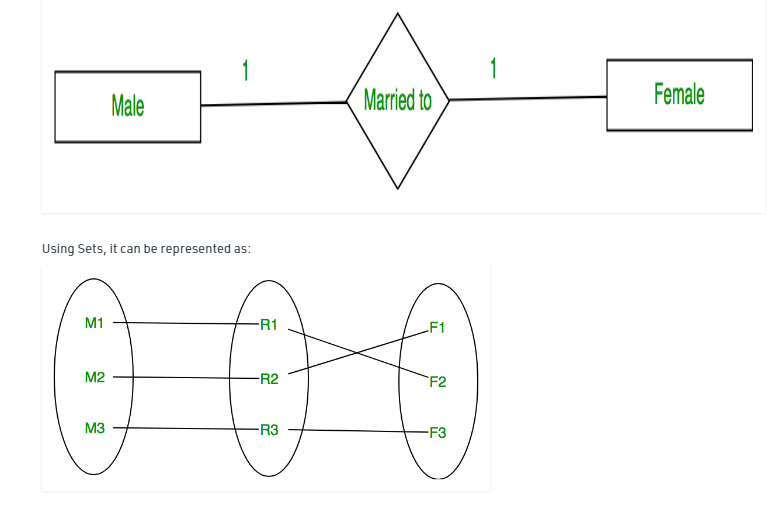 1 1
Male Married to Female
Using Sets, it can be represented as:
M1 R1 F1
M2 R2 F2
M3 R3 F3